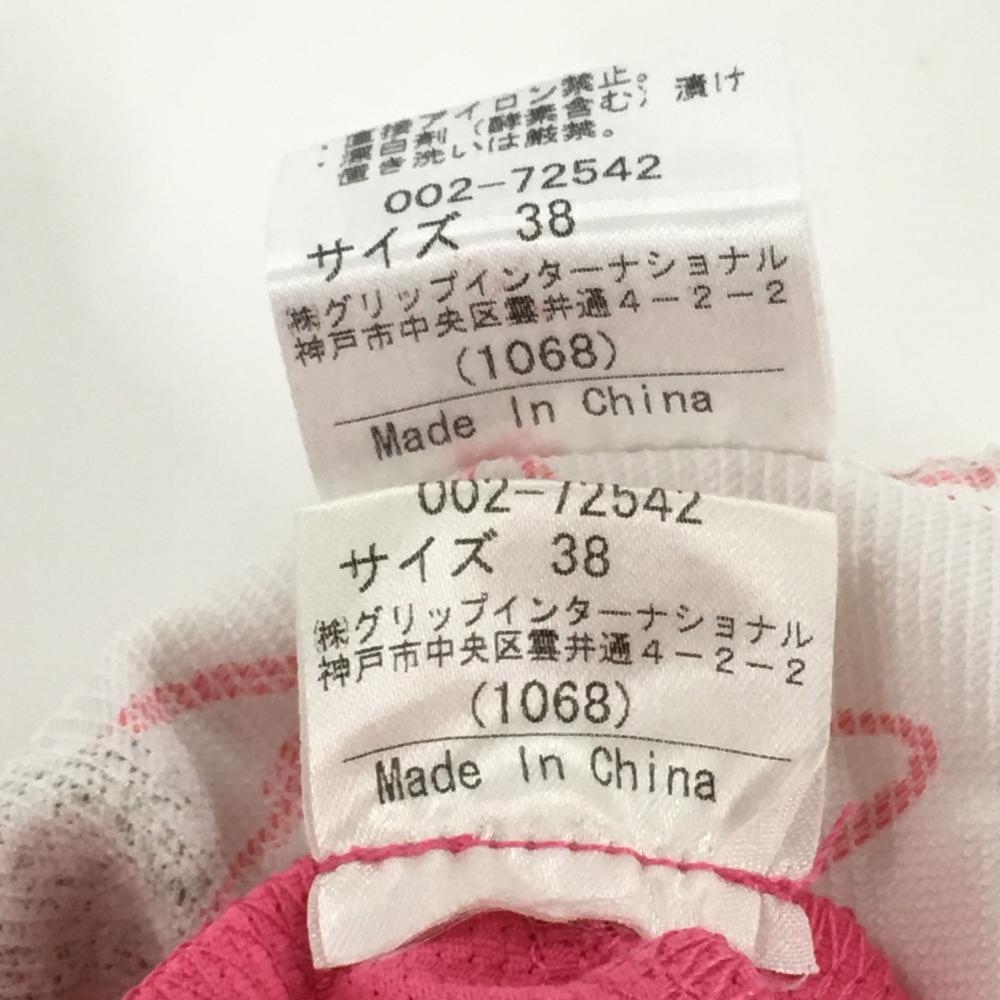 ・直接アイロン禁止。
・漂白剤（酵素含む）漬け
置き洗いは厳禁。
002-72542
サイズ 38
㈱グリップインターナショナル
神戸市中央区雲井通4-2-2
(1068)
Made In China
002-72542
サイズ 38
㈱グリップインターナショナル
神戸市中央区雲井通4-2-2
(1068)
Made In China